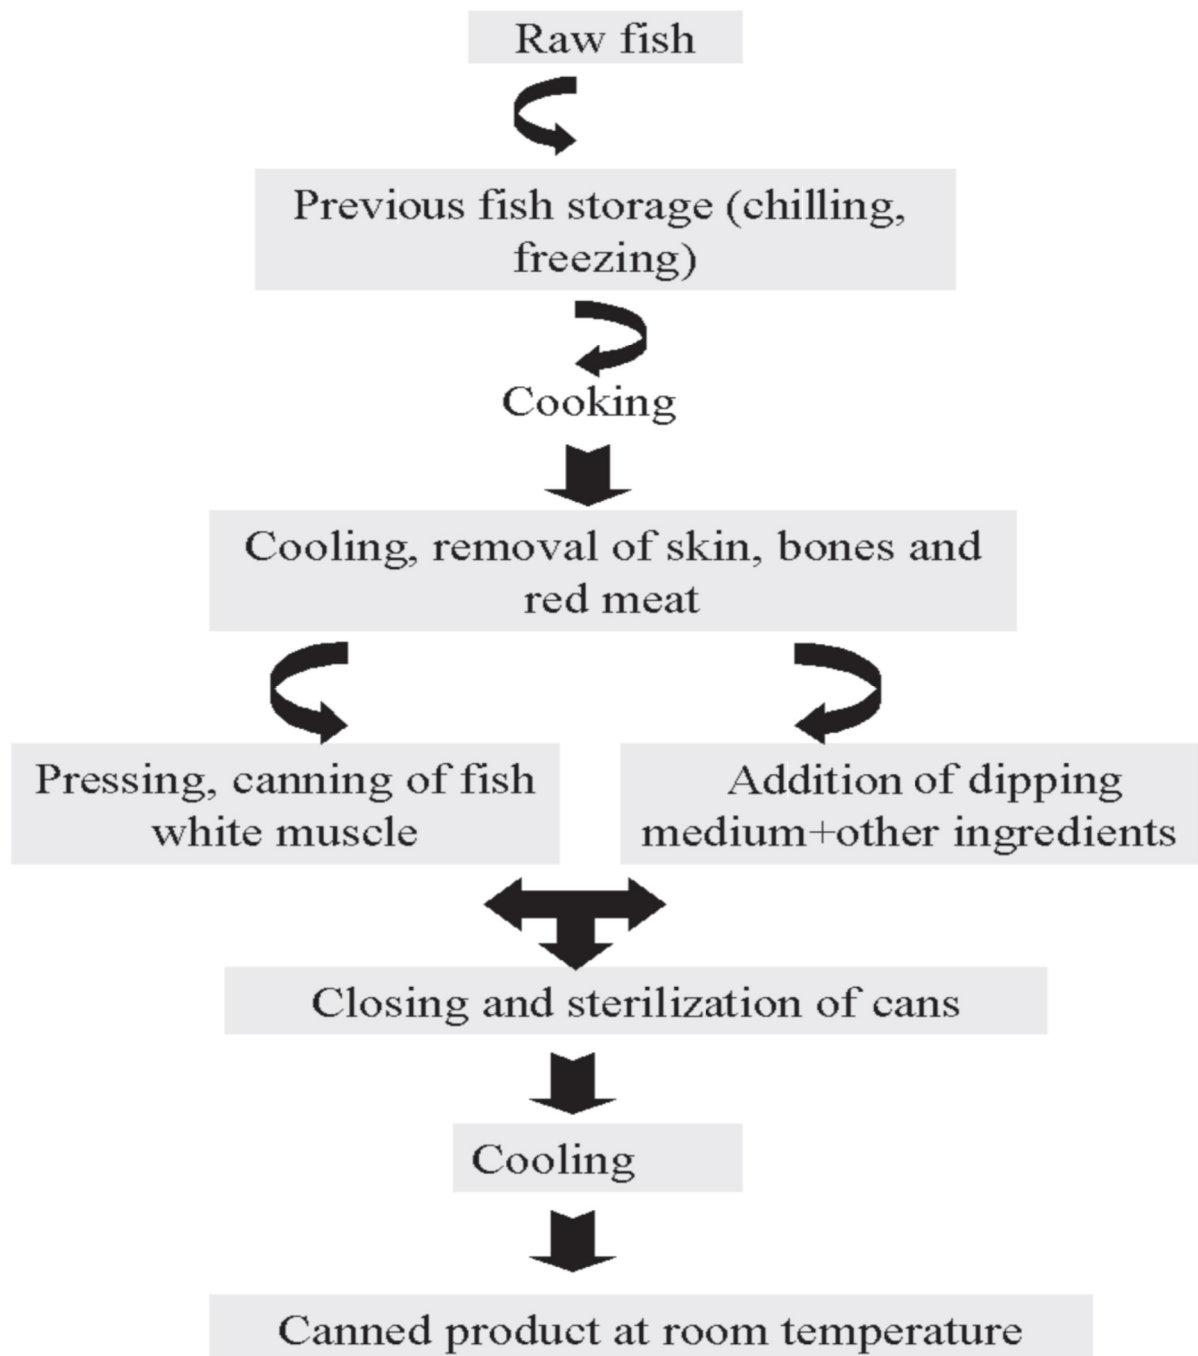 Raw fish
Previous fish storage (chilling,
freezing)
Cooking
Cooling, removal of skin, bones and
red meat
Pressing, canning of fish
white muscle
Addition of dipping
medium+other ingredients
Closing and sterilization of cans
Cooling
Canned product at room temperature